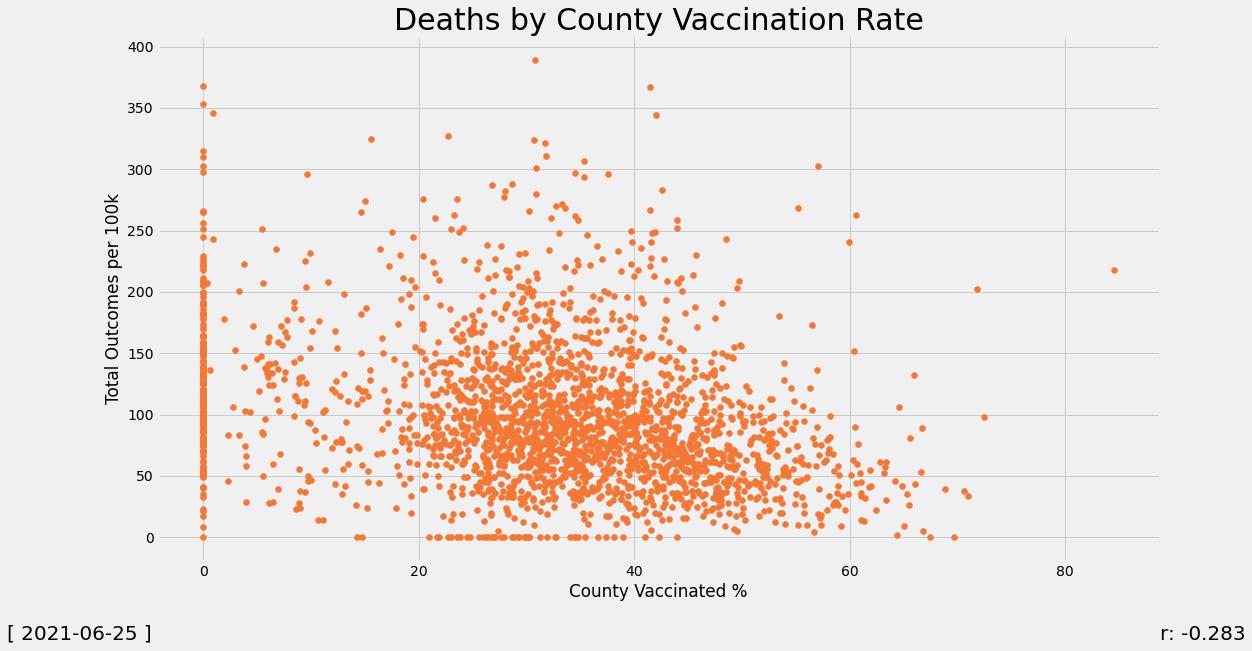 Deaths by County Vaccination Rate
Total Outcomes per 100k
400
350
300
250
200
150
100
50
0
0 20 40 60 80
County Vaccinated %
[ 2021-06-25 ]
r: -0.283